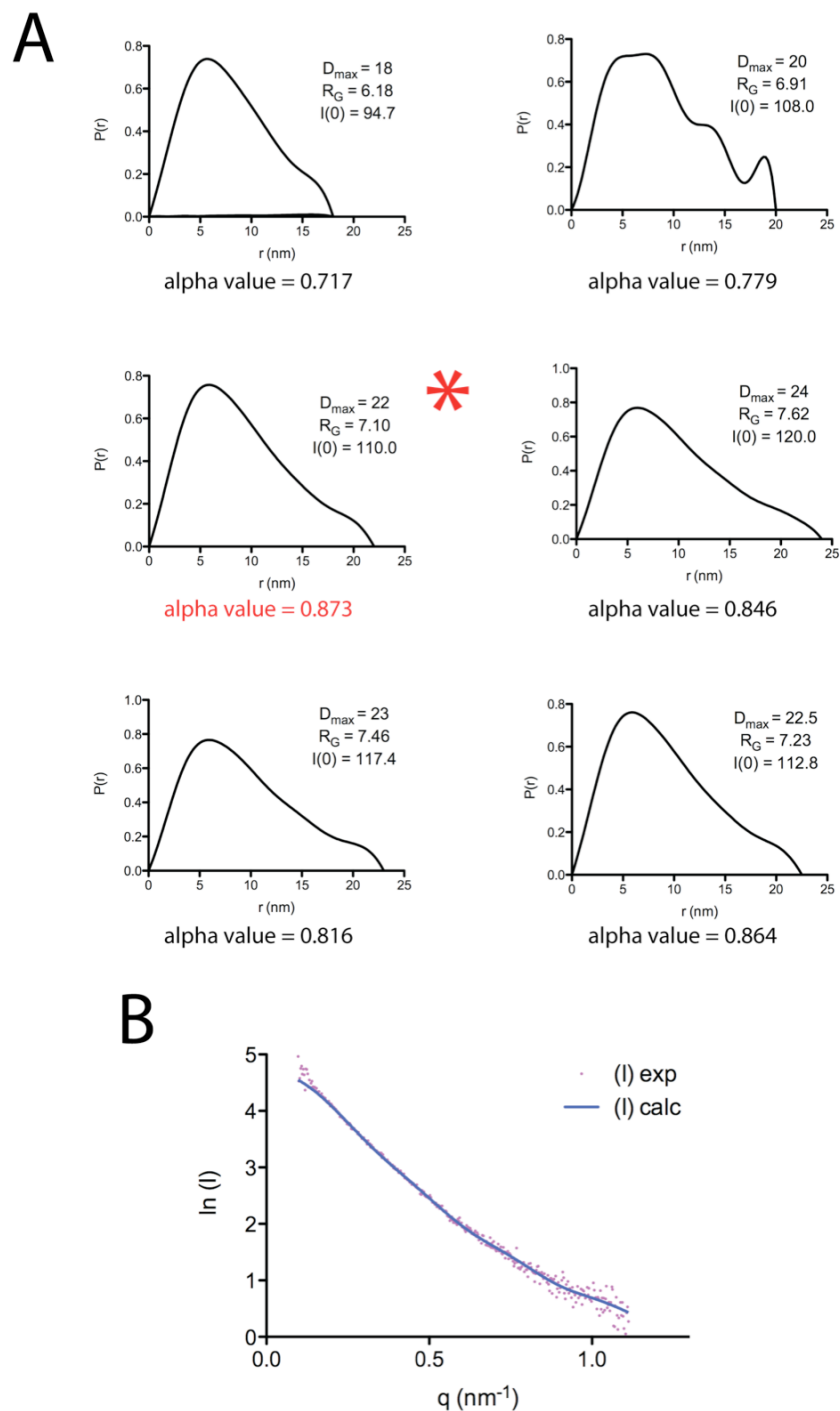 A
0.8
0.6
0.4
0.2
0.0
P(r)
0 5 10 15 20 25
r (nm)
Dmax = 18
RG = 6.18
I(0) = 94.7
alpha value = 0.717
0.8
0.6
0.4
0.2
0.0
P(r)
0 5 10 15 20 25
r (nm)
Dmax = 20
RG = 6.91
I(0) = 108.0
alpha value = 0.779
0.8
0.6
0.4
0.2
0.0
P(r)
0 5 10 15 20 25
r (nm)
Dmax = 22
RG = 7.10
I(0) = 110.0
alpha value = 0.873
*
1.0
0.8
0.6
0.4
0.2
0.0
P(r)
0 5 10 15 20 25
r (nm)
Dmax = 24
RG = 7.62
I(0) = 120.0
alpha value = 0.846
1.0
0.8
0.6
0.4
0.2
0.0
P(r)
0 5 10 15 20 25
r (nm)
Dmax = 23
RG = 7.46
I(0) = 117.4
alpha value = 0.816
0.8
0.6
0.4
0.2
0.0
P(r)
0 5 10 15 20 25
r (nm)
Dmax = 22.5
RG = 7.23
I(0) = 112.8
alpha value = 0.864
B
5
4
3
2
1
0
ln (I)
0.0 0.5 1.0
q (nm-1)
(I) exp
(I) calc